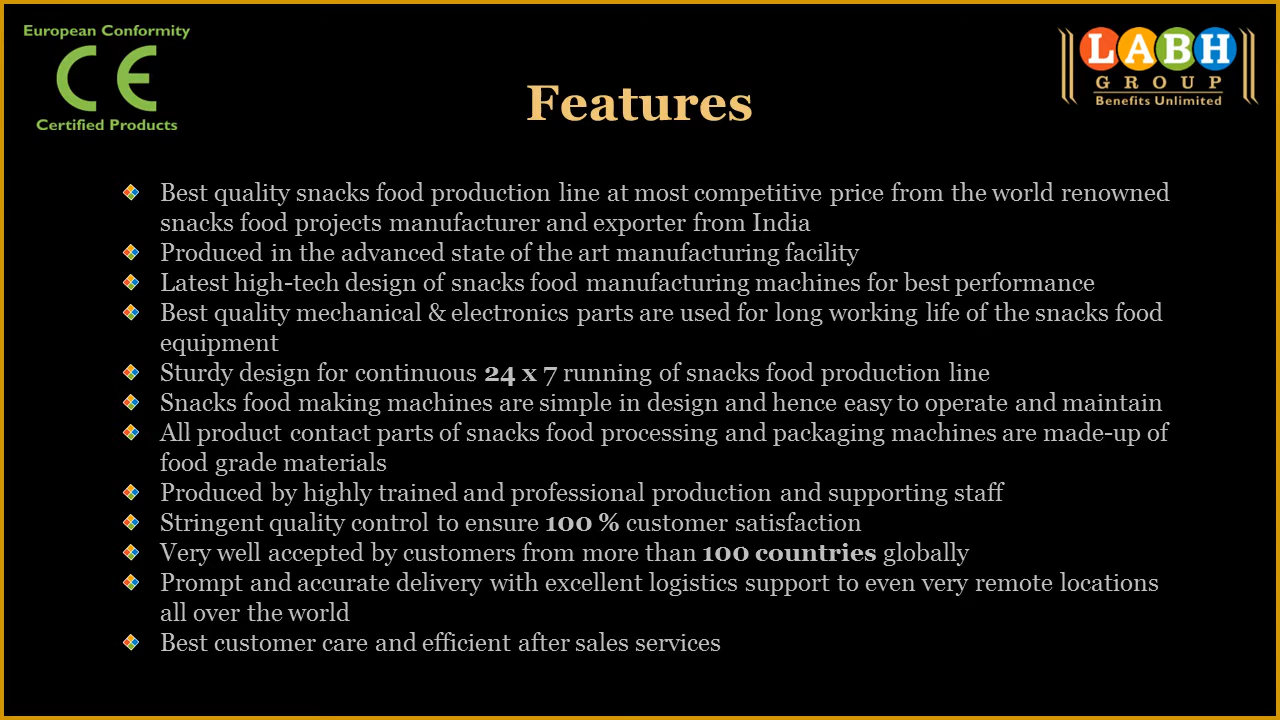 European Conformity
CE
Certified Products
LABH
GROUP
Benefits Unlimited
Features
Best quality snacks food production line at most competitive price from the world renowned
snacks food projects manufacturer and exporter from India
Produced in the advanced state of the art manufacturing facility
Latest high-tech design of snacks food manufacturing machines for best performance
Best quality mechanical & electronics parts are used for long working life of the snacks food
equipment
Sturdy design for continuous 24 x 7 running of snacks food production line
Snacks food making machines are simple in design and hence easy to operate and maintain
All product contact parts of snacks food processing and packaging machines are made-up of
food grade materials
Produced by highly trained and professional production and supporting staff
Stringent quality control to ensure 100 % customer satisfaction
Very well accepted by customers from more than 100 countries globally
Prompt and accurate delivery with excellent logistics support to even very remote locations
all over the world
Best customer care and efficient after sales services